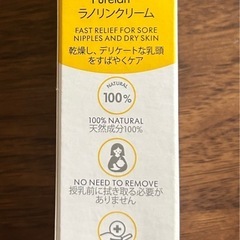 Purelan
ラノリンクリーム
FAST RELIEF FOR SORE
NIPPLES AND DRY SKIN
乾燥し、デリケートな乳頭
をすばやくケア
NATURAL
100%
100% NATURAL
天然成分100%
NO NEED TO REMOVE
授乳前に拭き取る必要が
ありません